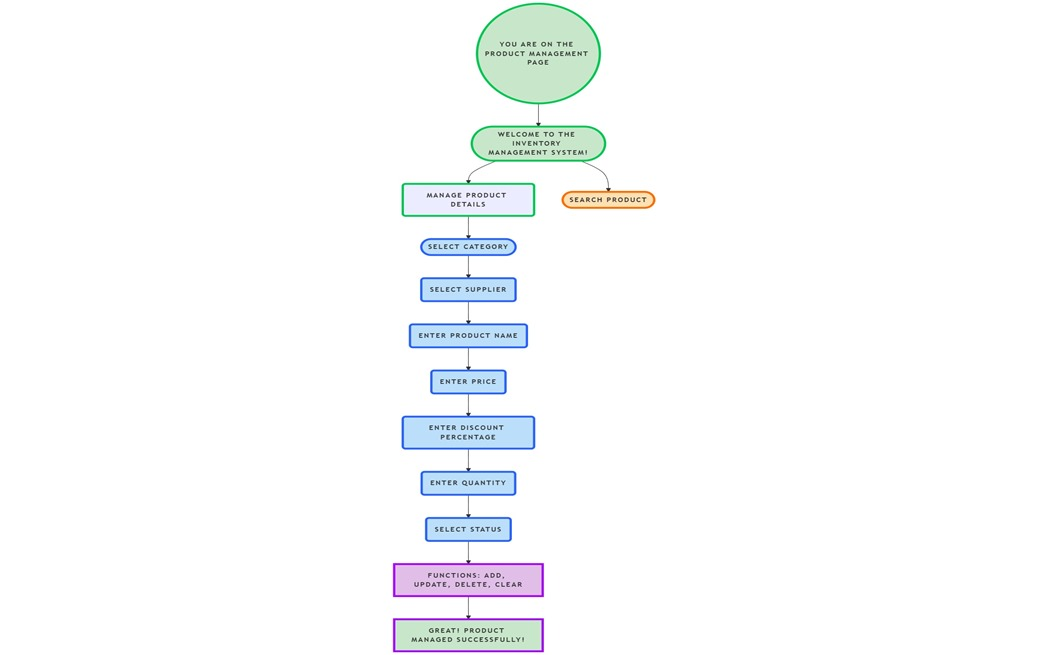 YOU ARE ON THE
PRODUCT MANAGEMENT
PAGE
WELCOME TO THE
INVENTORY
MANAGEMENT SYSTEM!
MANAGE PRODUCT
DETAILS
SEARCH PRODUCT
SELECT CATEGORY
SELECT SUPPLIER
ENTER PRODUCT NAME
ENTER PRICE
ENTER DISCOUNT
PERCENTAGE
ENTER QUANTITY
SELECT STATUS
FUNCTIONS: ADD,
UPDATE, DELETE, CLEAR
GREAT! PRODUCT
MANAGED SUCCESSFULLY!